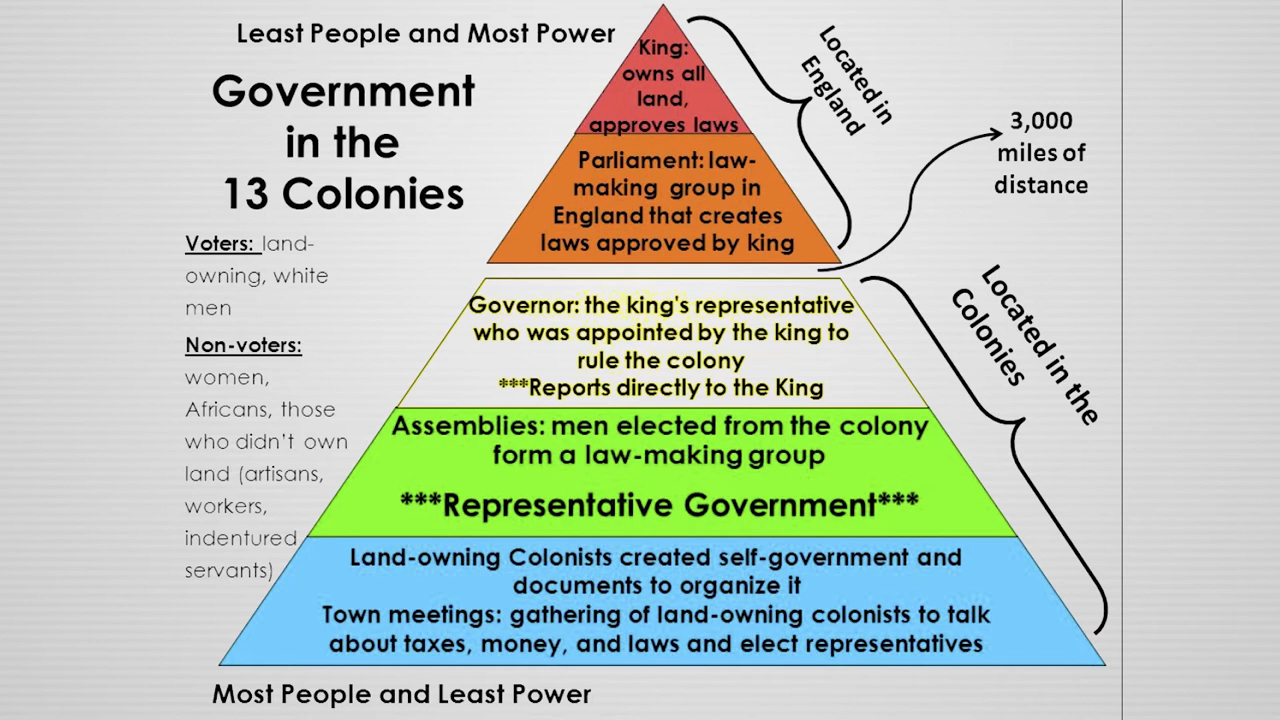 Least People and Most Power
Government
in the
13 Colonies
Voters: land-
owning, white
men
Non-voters:
women,
Africans, those
who didn't own
land (artisans,
workers,
indentured
servants)
King:
owns all
land,
approves laws
Parliament: law-
making group in
England that creates
laws approved by king
Located in
England
3,000
miles of
distance
Governor: the king's representative
who was appointed by the king to
rule the colony
***Reports directly to the King
Assemblies: men elected from the colony
form a law-making group
***Representative Government***
Located in the
Colonies
Land-owning Colonists created self-government and
documents to organize it
Town meetings: gathering of land-owning colonists to talk
about taxes, money, and laws and elect representatives
Most People and Least Power